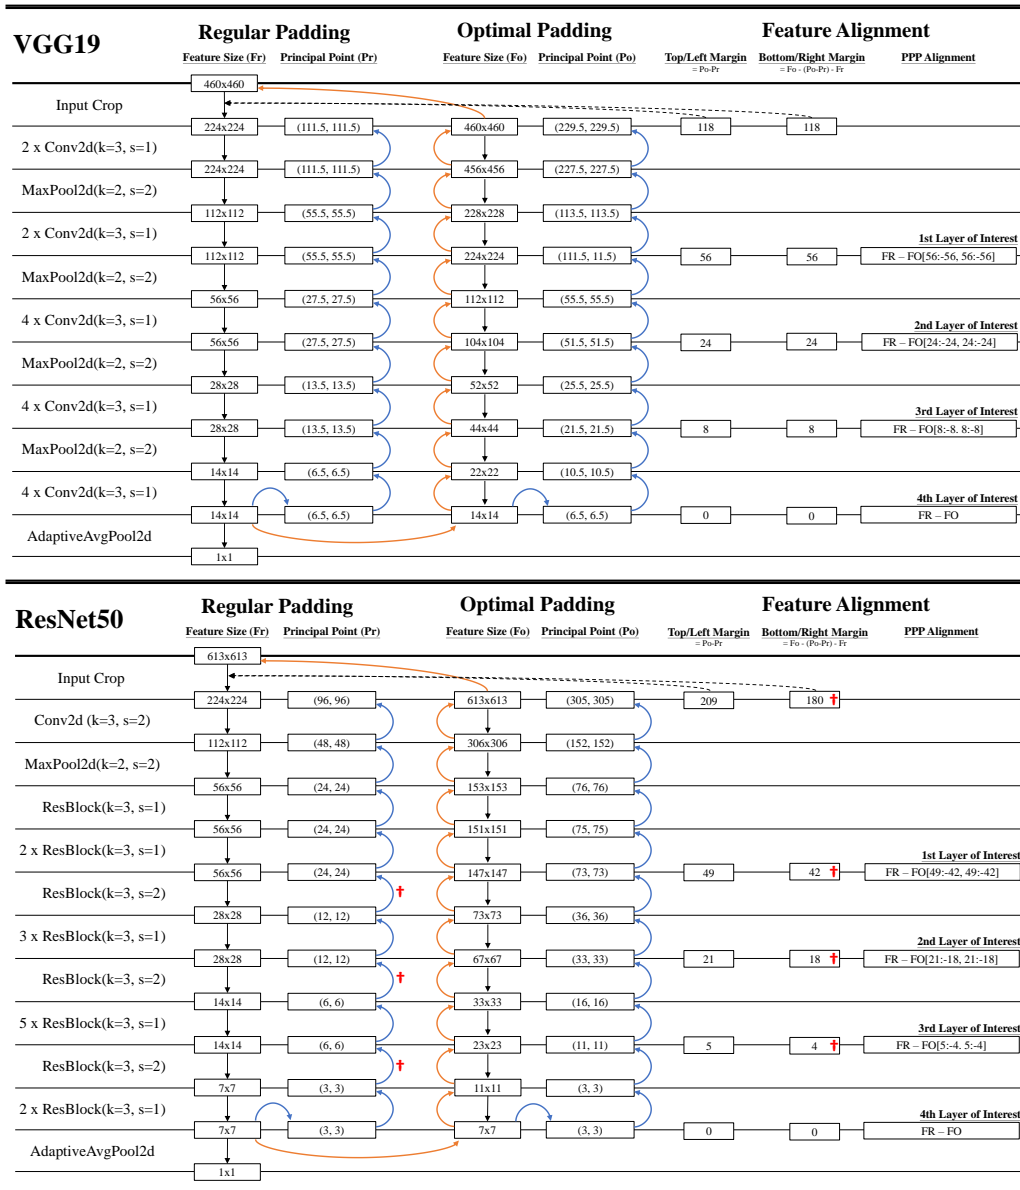 VGG19
Regular Padding Optimal Padding Feature Alignment
Feature Size (Fr) Principal Point (Pr) Feature Size (Fo) Principal Point (Po) Top/Left Margin Bottom/Right Margin PPP Alignment
= Po-Pr = Fo - (Po-Pr) - Fr
460x460
Input Crop
224x224 (111.5, 111.5) 460x460 (229.5, 229.5) 118 118
2 x Conv2d(k=3, s=1)
224x224 (111.5, 111.5) 456x456 (227.5, 227.5)
MaxPool2d(k=2, s=2)
112x112 (55.5, 55.5) 228x228 (113.5, 113.5)
2 x Conv2d(k=3, s=1)
1st Layer of Interest
112x112 (55.5, 55.5) 224x224 (111.5, 11.5) 56 56 FR – FO[56:-56, 56:-56]
MaxPool2d(k=2, s=2)
56x56 (27.5, 27.5) 112x112 (55.5, 55.5)
4 x Conv2d(k=3, s=1)
2nd Layer of Interest
56x56 (27.5, 27.5) 104x104 (51.5, 51.5) 24 24 FR – FO[24:-24, 24:-24]
MaxPool2d(k=2, s=2)
28x28 (13.5, 13.5) 52x52 (25.5, 25.5)
4 x Conv2d(k=3, s=1)
3rd Layer of Interest
28x28 (13.5, 13.5) 44x44 (21.5, 21.5) 8 8 FR – FO[8:-8. 8:-8]
MaxPool2d(k=2, s=2)
14x14 (6.5, 6.5) 22x22 (10.5, 10.5)
4 x Conv2d(k=3, s=1)
4th Layer of Interest
14x14 (6.5, 6.5) 14x14 (6.5, 6.5) 0 0 FR – FO
AdaptiveAvgPool2d
1x1
ResNet50
Regular Padding Optimal Padding Feature Alignment
Feature Size (Fr) Principal Point (Pr) Feature Size (Fo) Principal Point (Po) Top/Left Margin Bottom/Right Margin PPP Alignment
= Po-Pr = Fo - (Po-Pr) - Fr
613x613
Input Crop
224x224 (96, 96) 613x613 (305, 305) 209 180 †
Conv2d (k=3, s=2)
112x112 (48, 48) 306x306 (152, 152)
MaxPool2d(k=2, s=2)
56x56 (24, 24) 153x153 (76, 76)
ResBlock(k=3, s=1)
56x56 (24, 24) 151x151 (75, 75)
2 x ResBlock(k=3, s=1)
1st Layer of Interest
56x56 (24, 24) 147x147 (73, 73) 49 42 † FR – FO[49:-42, 49:-42]
ResBlock(k=3, s=2) †
28x28 (12, 12) 73x73 (36, 36)
3 x ResBlock(k=3, s=1)
2nd Layer of Interest
28x28 (12, 12) 67x67 (33, 33) 21 18 † FR – FO[21:-18, 21:-18]
ResBlock(k=3, s=2) †
14x14 (6, 6) 33x33 (16, 16)
5 x ResBlock(k=3, s=1)
3rd Layer of Interest
14x14 (6, 6) 23x23 (11, 11) 5 4 † FR – FO[5:-4. 5:-4]
ResBlock(k=3, s=2) †
7x7 (3, 3) 11x11 (3, 3)
2 x ResBlock(k=3, s=1)
4th Layer of Interest
7x7 (3, 3) 7x7 (3, 3) 0 0 FR – FO
AdaptiveAvgPool2d
1x1